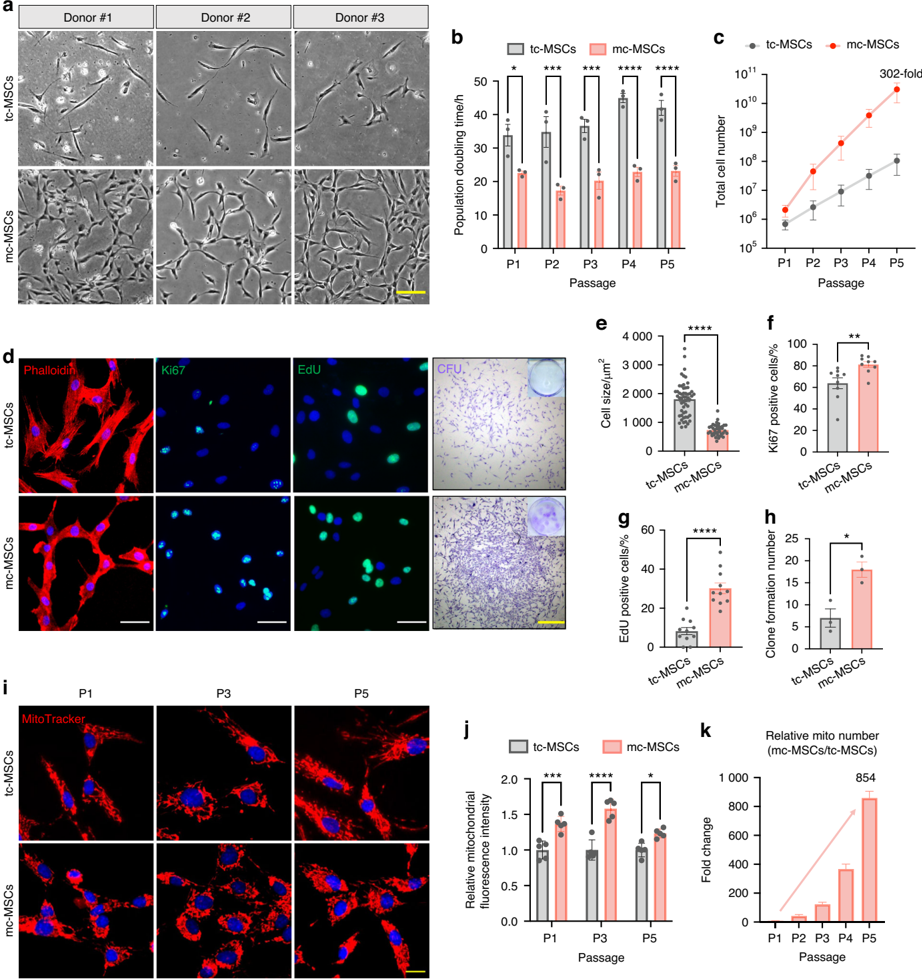 a
Donor #1 Donor #2 Donor #3
tc-MSCs
mc-MSCs
b
tc-MSCs mc-MSCs
* *** *** **** ****
Population doubling time/h
50
40
30
20
10
0
P1 P2 P3 P4 P5
Passage
c
tc-MSCs mc-MSCs
302-fold
Total cell number
10¹¹
10¹⁰
10⁹
10⁸
10⁷
10⁶
10⁵
P1 P2 P3 P4 P5
Passage
d
Phalloidin Ki67 EdU CFU
tc-MSCs
mc-MSCs
e
****
Cell size/μm²
4 000
3 000
2 000
1 000
0
tc-MSCs mc-MSCs
f
**
Ki67 positive cells/%
100
80
60
40
20
0
tc-MSCs mc-MSCs
g
****
EdU positive cells/%
60
40
20
0
tc-MSCs mc-MSCs
h
*
Clone formation number
25
20
15
10
5
0
tc-MSCs mc-MSCs
i
P1 P3 P5
MitoTracker
tc-MSCs
mc-MSCs
j
tc-MSCs mc-MSCs
*** **** *
Relative mitochondrial
fluorescence intensity
2.0
1.5
1.0
0.5
0.0
P1 P3 P5
Passage
k
Relative mito number
(mc-MSCs/tc-MSCs)
854
Fold change
1 000
800
600
400
200
0
P1 P2 P3 P4 P5
Passage